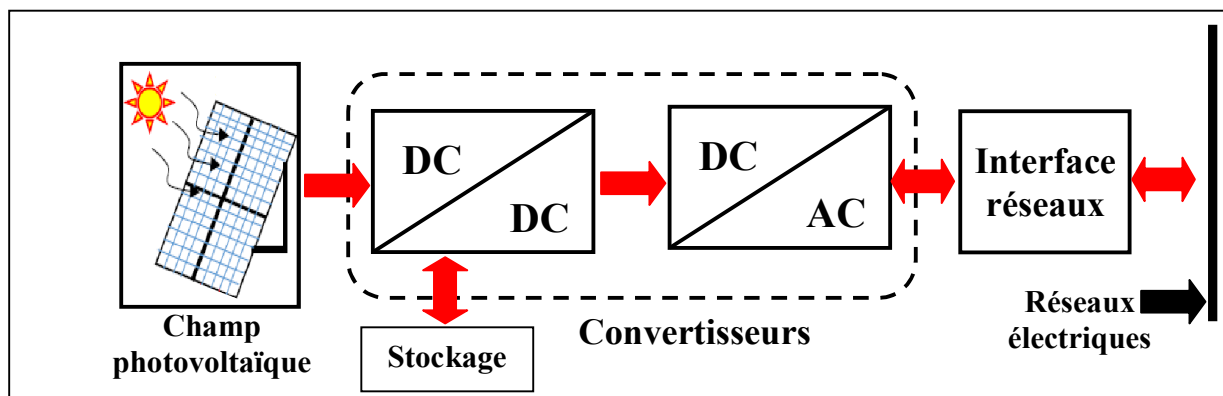 DC
DC
DC
AC
Interface
réseaux
Champ
photovoltaïque
Stockage
Convertisseurs
Réseaux
électriques